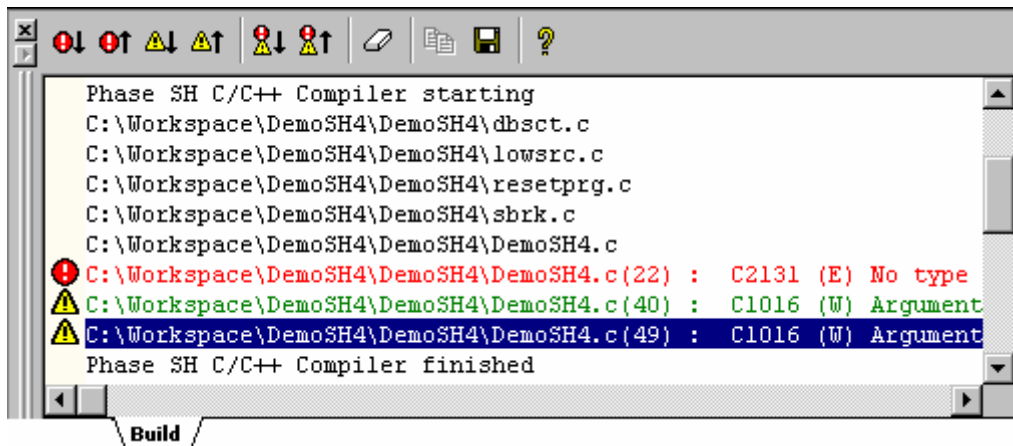 Phase SH C/C++ Compiler starting
C:\Workspace\DemoSH4\DemoSH4\dbsct.c
C:\Workspace\DemoSH4\DemoSH4\lowsrc.c
C:\Workspace\DemoSH4\DemoSH4\resetprg.c
C:\Workspace\DemoSH4\DemoSH4\sbrk.c
C:\Workspace\DemoSH4\DemoSH4\DemoSH4.c
C:\Workspace\DemoSH4\DemoSH4\DemoSH4.c(22) : C2131 (E) No type
C:\Workspace\DemoSH4\DemoSH4\DemoSH4.c(40) : C1016 (W) Argument
C:\Workspace\DemoSH4\DemoSH4\DemoSH4.c(49) : C1016 (W) Argument
Phase SH C/C++ Compiler finished
Build